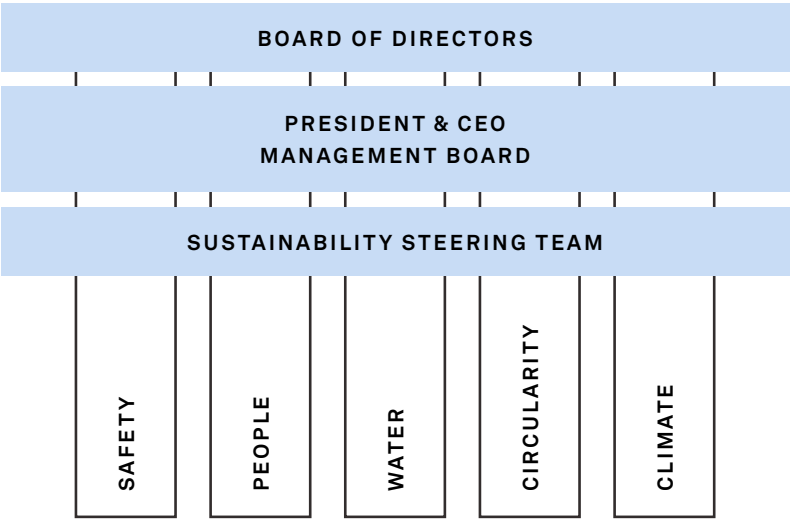 BOARD OF DIRECTORS
PRESIDENT & CEO
MANAGEMENT BOARD
SUSTAINABILITY STEERING TEAM
SAFETY
PEOPLE
WATER
CIRCULARITY
CLIMATE